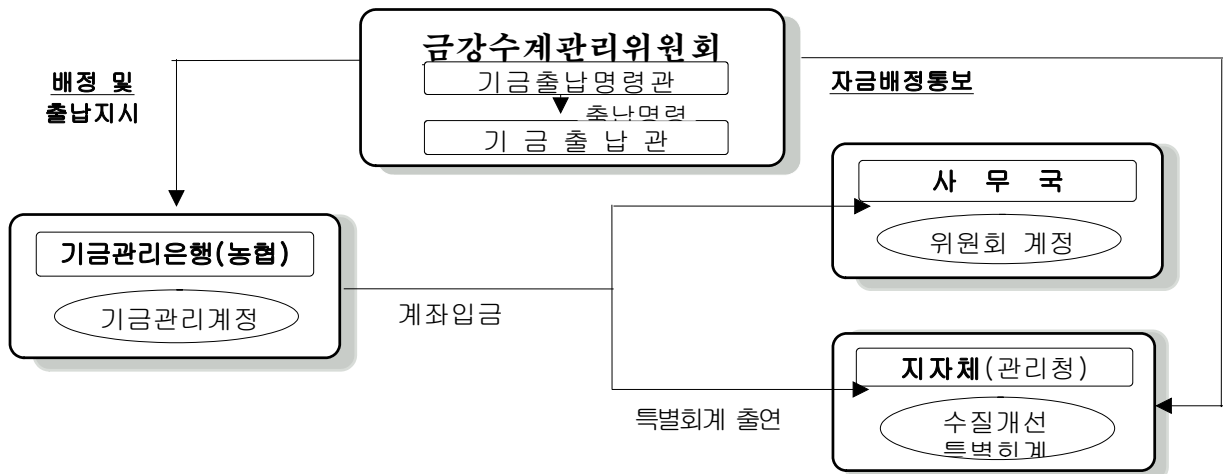 금강수계관리위원회
기금출납명령관
출납명령
기 금 출 납 관
배정 및
출납지시
자금배정통보
사 무 국
위원회 계정
기금관리은행(농협)
기금관리계정
계좌입금
지자체(관리청)
특별회계 출연
수질개선
특별회계